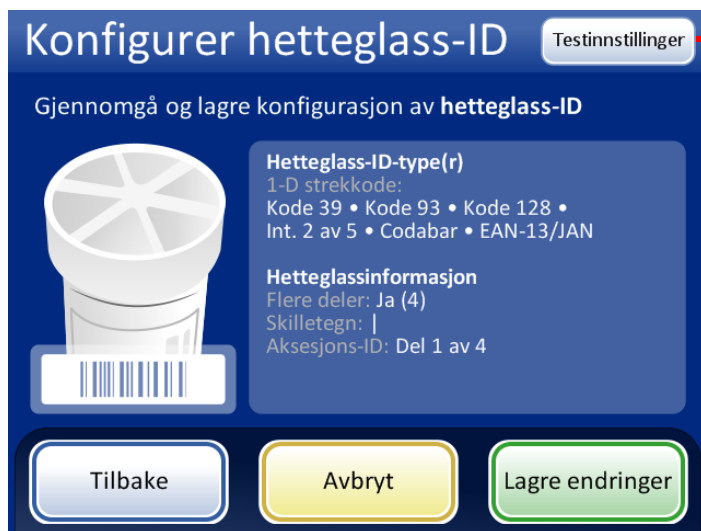 Konfigurer hetteglass-ID
Testinnstillinger
Gjennomgå og lagre konfigurasjon av hetteglass-ID
Hetteglass-ID-type(r)
1-D strekkode:
Kode 39 • Kode 93 • Kode 128 •
Int. 2 av 5 • Codabar • EAN-13/JAN
Hetteglassinformasjon
Flere deler: Ja (4)
Skilletegn: |
Aksesjons-ID: Del 1 av 4
Tilbake
Avbryt
Lagre endringer